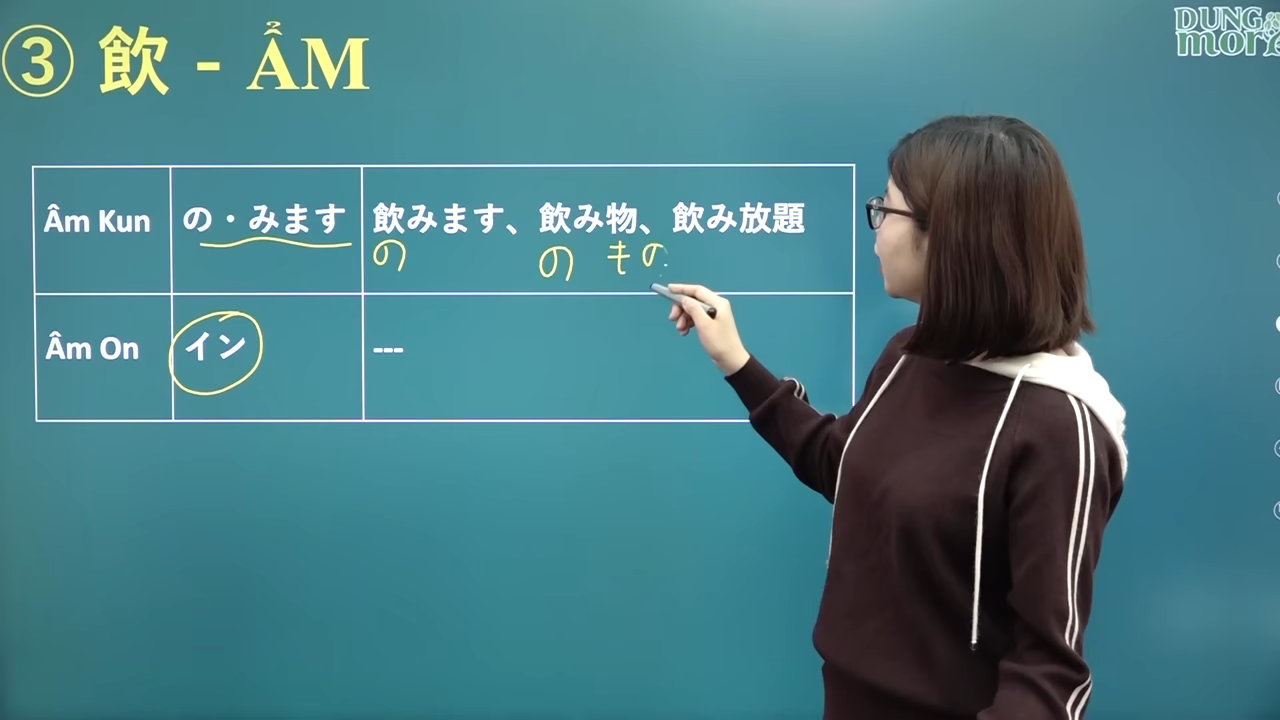 ③ 飲 - ẨM
DUNG
mori
Âm Kun の・みます 飲みます、飲み物、飲み放題
の の もの
Âm On イン ---